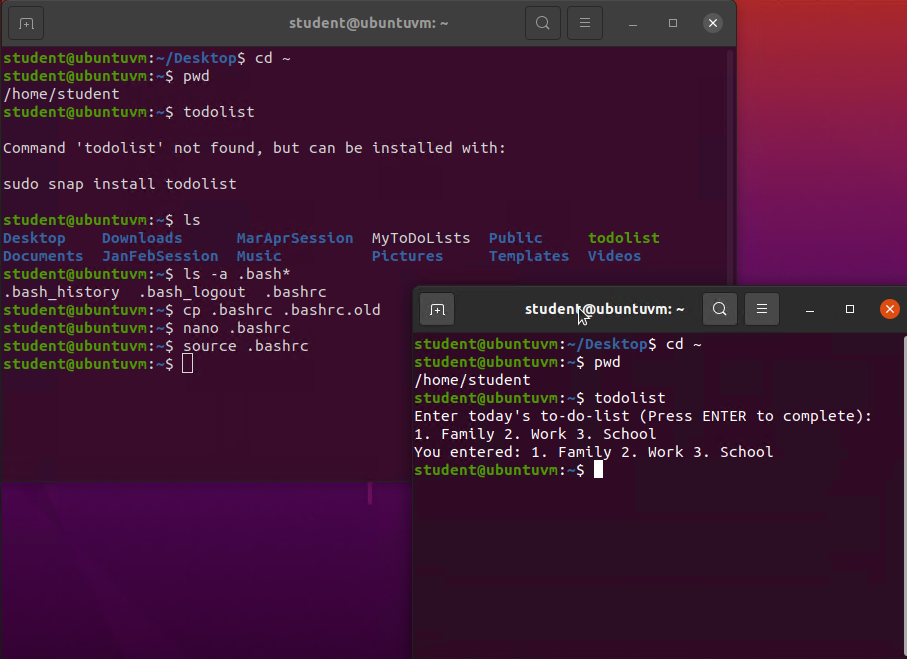 student@ubuntuvm: ~
student@ubuntuvm:~/Desktop$ cd ~
student@ubuntuvm:~$ pwd
/home/student
student@ubuntuvm:~$ todolist
Command 'todolist' not found, but can be installed with:
sudo snap install todolist
student@ubuntuvm:~$ ls
Desktop Downloads MarAprSession MyToDoLists Public todolist
Documents JanFebSession Music Pictures Templates Videos
student@ubuntuvm:~$ ls -a .bash*
.bash_history .bash_logout .bashrc
student@ubuntuvm:~$ cp .bashrc .bashrc.old
student@ubuntuvm:~$ nano .bashrc
student@ubuntuvm:~$ source .bashrc
student@ubuntuvm:~$
student@ubuntuvm: ~
student@ubuntuvm:~/Desktop$ cd ~
student@ubuntuvm:~$ pwd
/home/student
student@ubuntuvm:~$ todolist
Enter today's to-do-list (Press ENTER to complete):
1. Family 2. Work 3. School
You entered: 1. Family 2. Work 3. School
student@ubuntuvm:~$